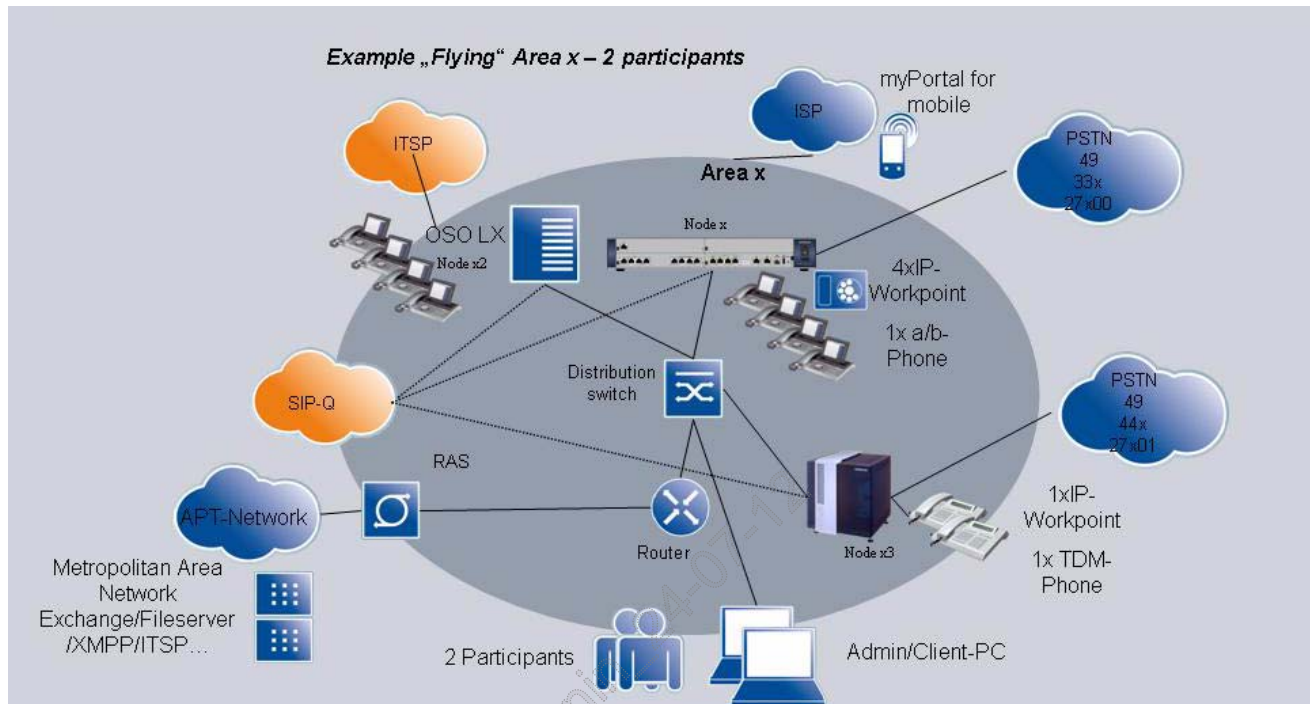 Example „Flying“ Area x – 2 participants
ISP
myPortal for
mobile
ITSP
PSTN
49
33x
27x00
Area x
Node x
OSO LX
Node x2
4xIP-
Workpoint
1x a/b-
Phone
Distribution
switch
SIP-Q
PSTN
49
44x
27x01
RAS
APT-Network
1xIP-
Workpoint
Router
Node x3
1x TDM-
Phone
Metropolitan Area
Network
Exchange/Fileserver
/XMPP/ITSP...
2 Participants
Admin/Client-PC